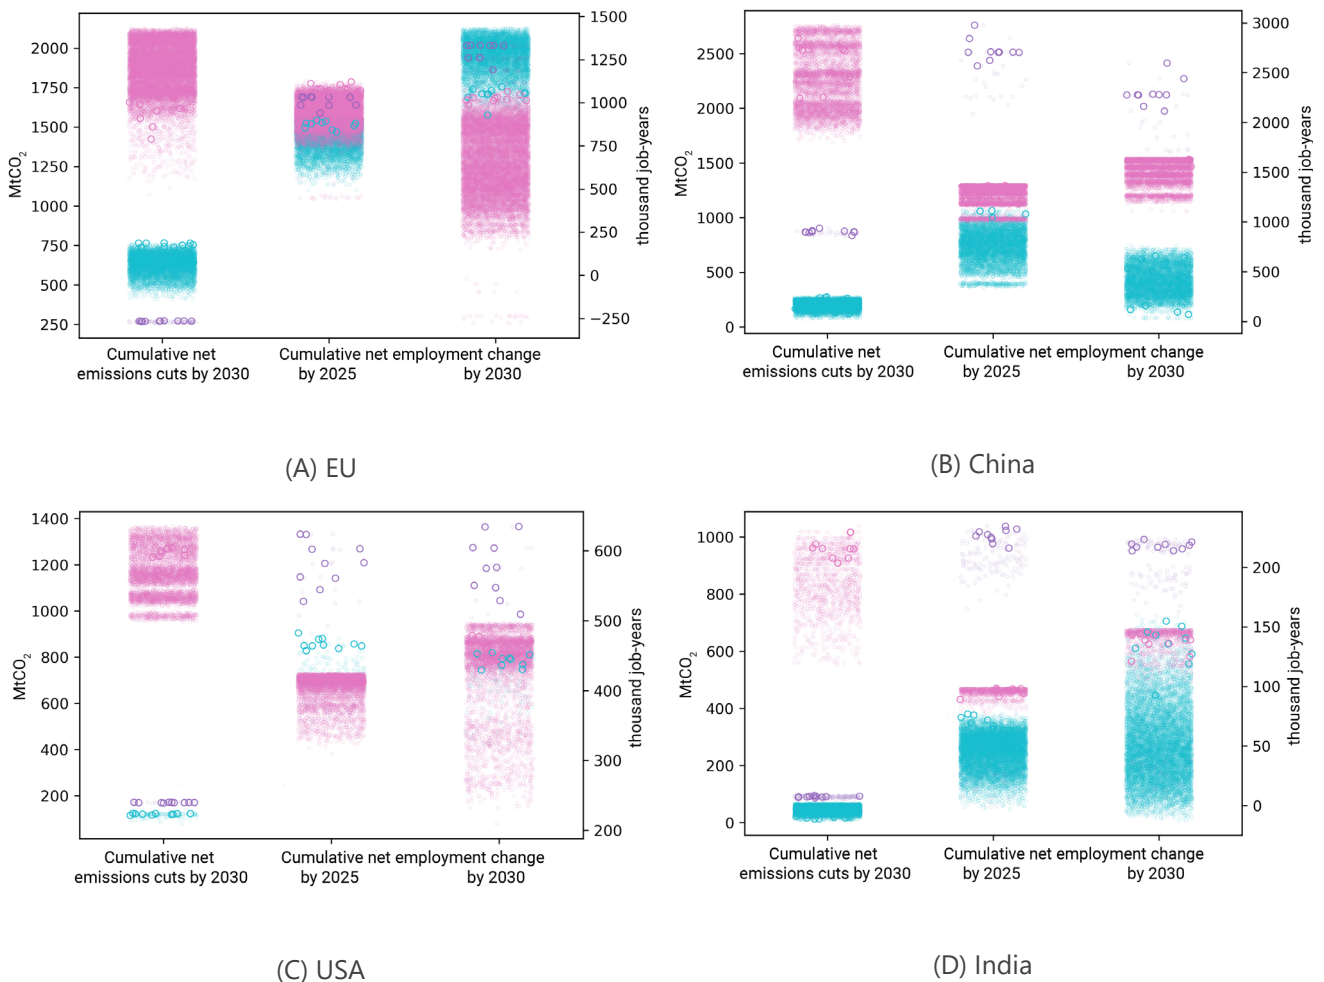 2000
1750
1500
1250
1000
750
500
250
MtCO2
1500
1250
1000
750
500
250
0
−250
thousand job-years
Cumulative net
emissions cuts by 2030
Cumulative net employment change
by 2025
by 2030
(A) EU
2500
2000
1500
1000
500
0
MtCO2
3000
2500
2000
1500
1000
500
0
thousand job-years
Cumulative net
emissions cuts by 2030
Cumulative net employment change
by 2025
by 2030
(B) China
1400
1200
1000
800
600
400
200
MtCO2
600
500
400
300
200
thousand job-years
Cumulative net
emissions cuts by 2030
Cumulative net employment change
by 2025
by 2030
(C) USA
1000
800
600
400
200
0
MtCO2
200
150
100
50
0
thousand job-years
Cumulative net
emissions cuts by 2030
Cumulative net employment change
by 2025
by 2030
(D) India